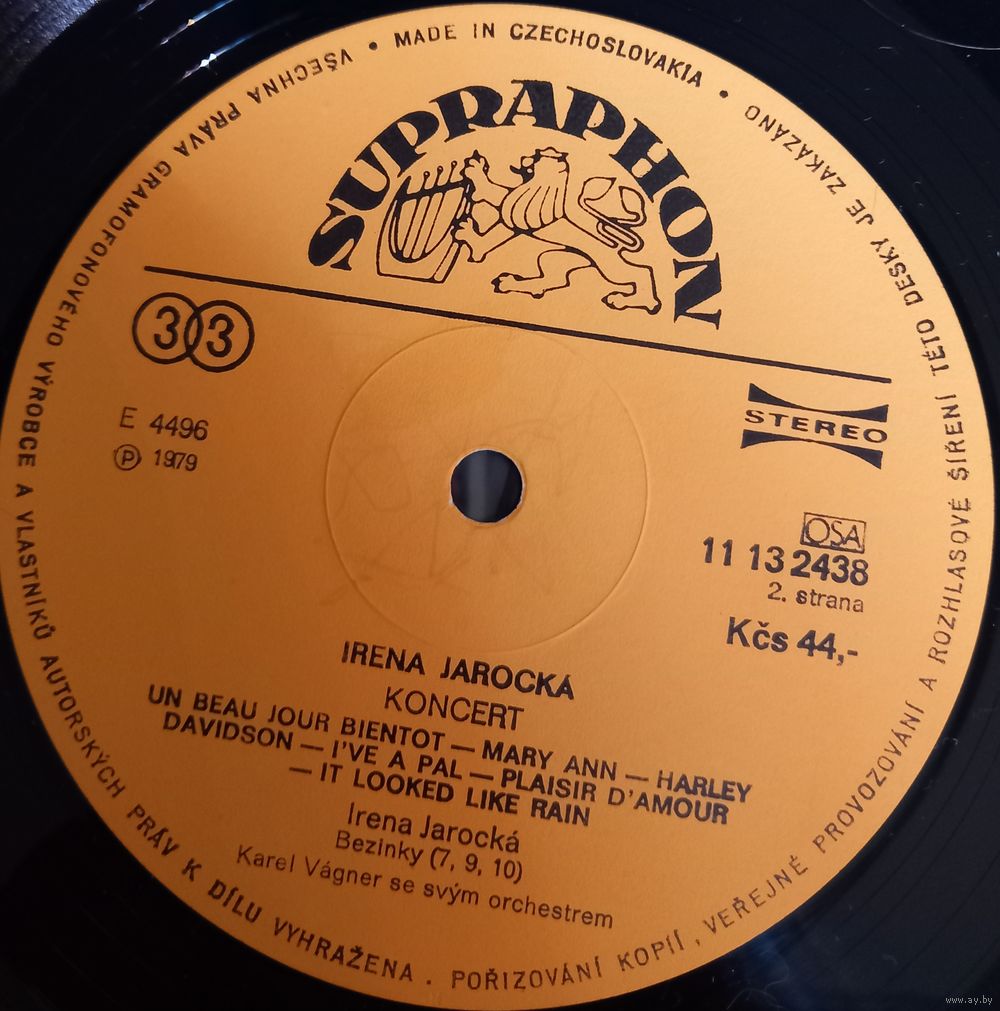 MADE IN CZECHOSLOVAKIA •
VŠECHNA PRÁVA GRAMOFONOVÉHO VÝROBCE A VLASTNÍKŮ AUTORSKÝCH PRÁV K DÍLU VYHRAŽENA . POŘIZOVÁNÍ KOPIÍ, VEŘEJNÉ PROVOZOVÁNÍ A ROZHLASOVÉ ŠÍŘENÍ TÉTO DESKY JE ZAKÁZÁNO •
SUPRAPHON
33
STEREO
E 4496
℗ 1979
OSA
11 13 2438
2. strana
Kčs 44,-
IRENA JAROCKÁ
KONCERT
UN BEAU JOUR BIENTOT — MARY ANN — HARLEY
DAVIDSON — I'VE A PAL — PLAISIR D'AMOUR
— IT LOOKED LIKE RAIN
Irena Jarocká
Bezinky (7, 9, 10)
Karel Vágner se svým orchestrem
www.ay.by